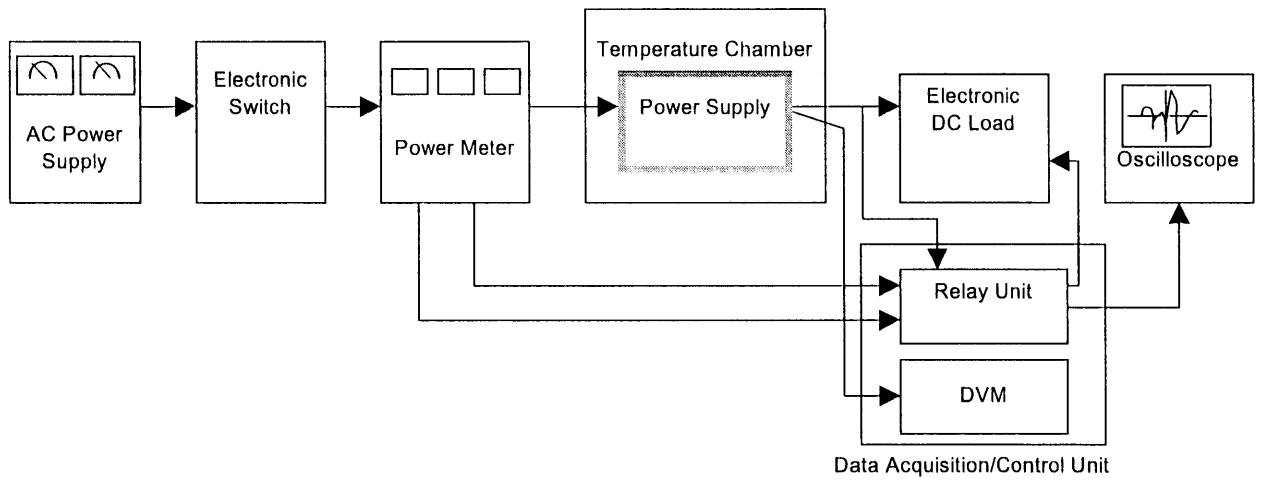 AC Power
Supply
Electronic
Switch
Power Meter
Temperature Chamber
Power Supply
Electronic
DC Load
Oscilloscope
Relay Unit
DVM
Data Acquisition/Control Unit